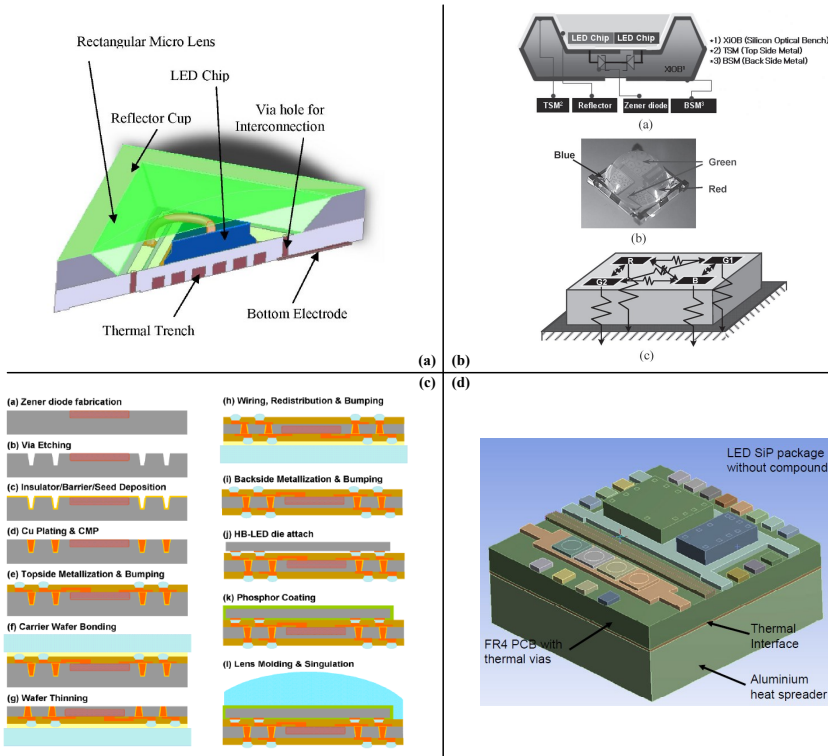 Rectangular Micro Lens
LED Chip
Reflector Cup
Via hole for
Interconnection
Thermal Trench
Bottom Electrode
(a)
LED Chip LED Chip
XiOB¹
*1) XiOB (Silicon Optical Bench)
*2) TSM (Top Side Metal)
*3) BSM (Back Side Metal)
TSM² Reflector Zener diode BSM³
(a)
Blue
Green
Red
(b)
R G1
G2 B
(c)
(b)
(c)
(a) Zener diode fabrication
(b) Via Etching
(c) Insulator/Barrier/Seed Deposition
(d) Cu Plating & CMP
(e) Topside Metallization & Bumping
(f) Carrier Wafer Bonding
(g) Wafer Thinning
(h) Wiring, Redistribution & Bumping
(i) Backside Metallization & Bumping
(j) HB-LED die attach
(k) Phosphor Coating
(l) Lens Molding & Singulation
(d)
LED SiP package
without compound
FR4 PCB with
thermal vias
Thermal
Interface
Aluminium
heat spreader